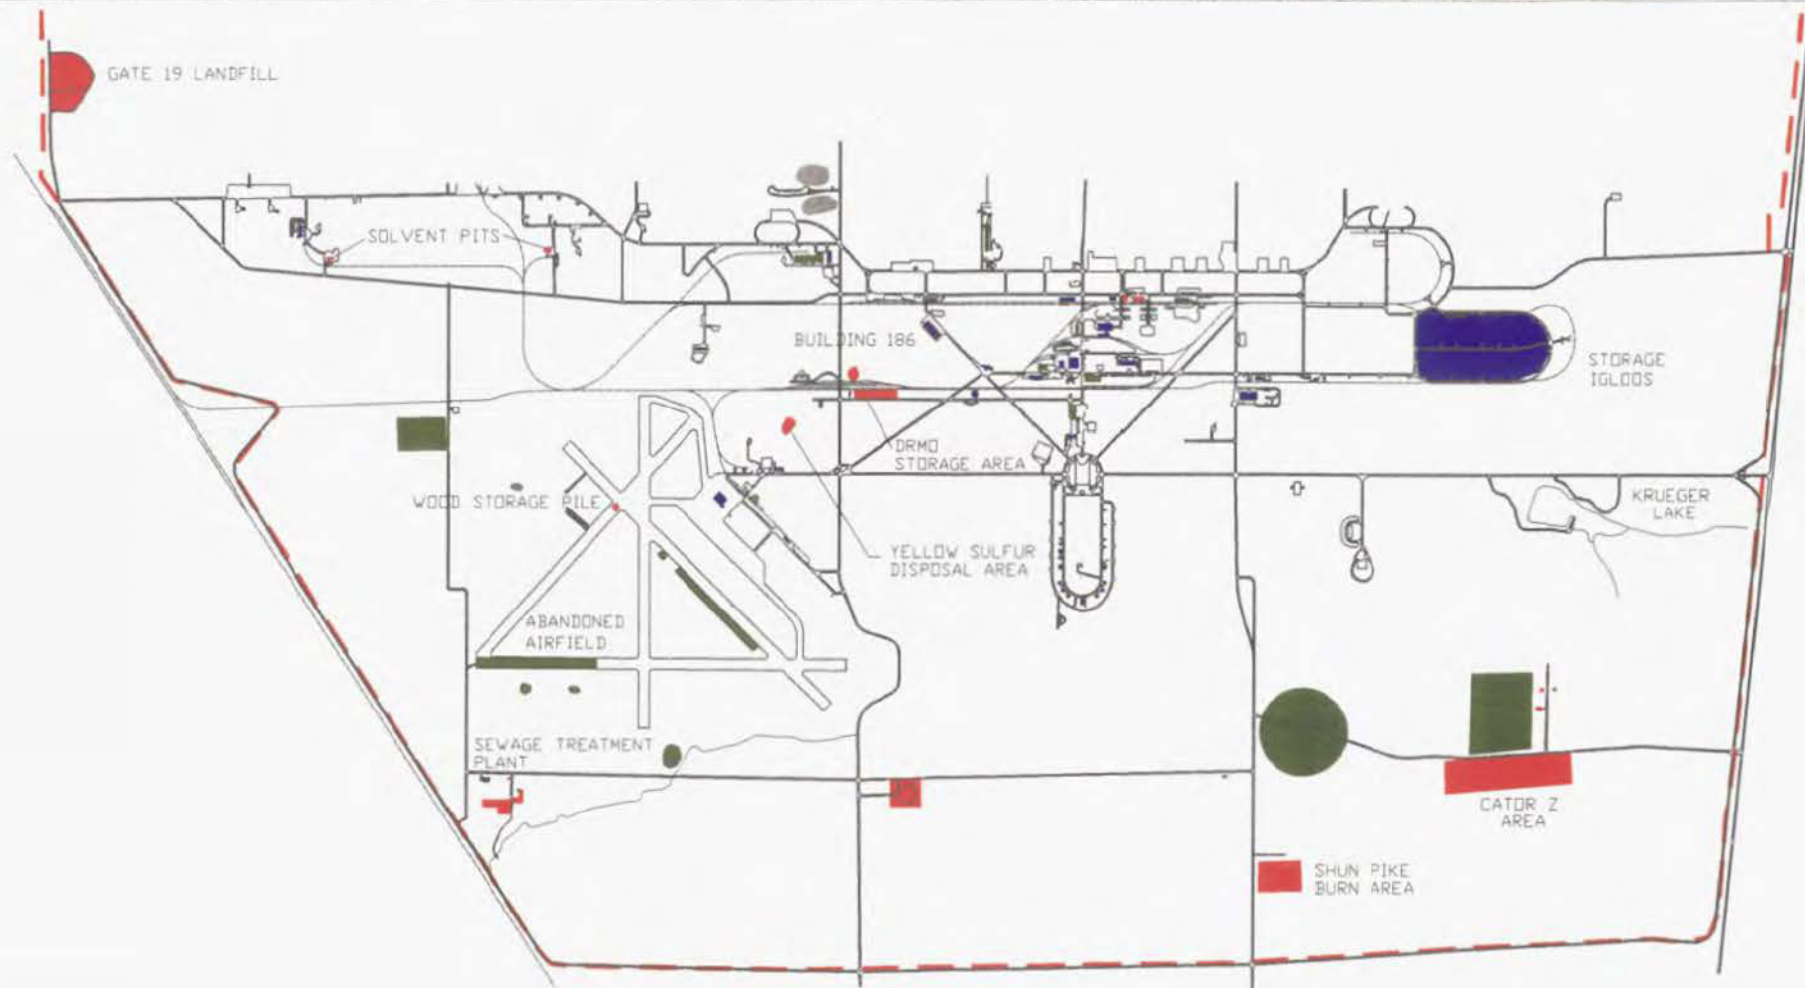 GATE 19 LANDFILL
SOLVENT PITS
BUILDING 186
STORAGE
IGLOOS
DRMO
STORAGE AREA
WOOD STORAGE PILE
KRUEGER
LAKE
YELLOW SULFUR
DISPOSAL AREA
ABANDONED
AIRFIELD
SEWAGE TREATMENT
PLANT
CATOR Z
AREA
SHUN PIKE
BURN AREA